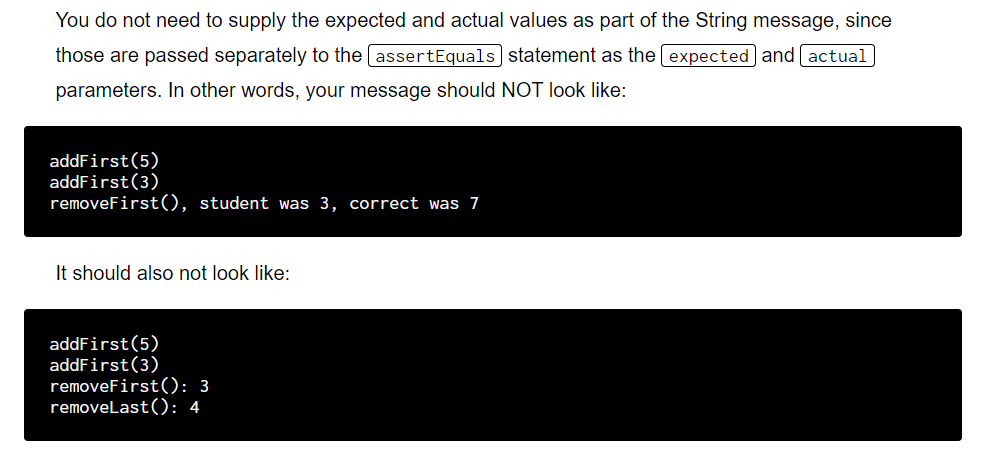 You do not need to supply the expected and actual values as part of the String message, since
those are passed separately to the assertEquals statement as the expected and actual
parameters. In other words, your message should NOT look like:
addFirst(5)
addFirst(3)
removeFirst(), student was 3, correct was 7
It should also not look like:
addFirst(5)
addFirst(3)
removeFirst(): 3
removeLast(): 4